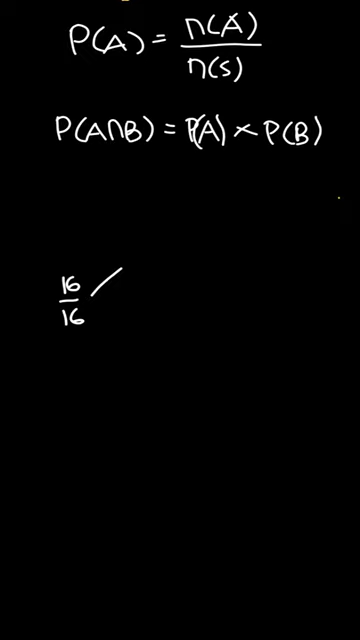 P(A) = n(A)/n(S)
P(A∩B) = P(A) × P(B)
16/16 /